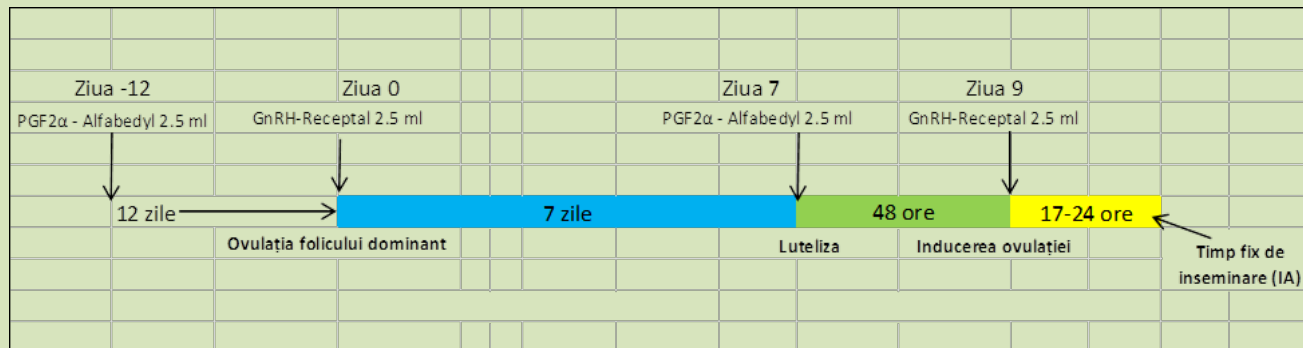 Ziua -12
Ziua 0
Ziua 7
Ziua 9
PGF2α - Alfabedyl 2.5 ml
GnRH-Receptal 2.5 ml
PGF2α - Alfabedyl 2.5 ml
GnRH-Receptal 2.5 ml
12 zile
7 zile
48 ore
17-24 ore
Ovulația folicului dominant
Luteliza
Inducerea ovulației
Timp fix de
inseminare (IA)